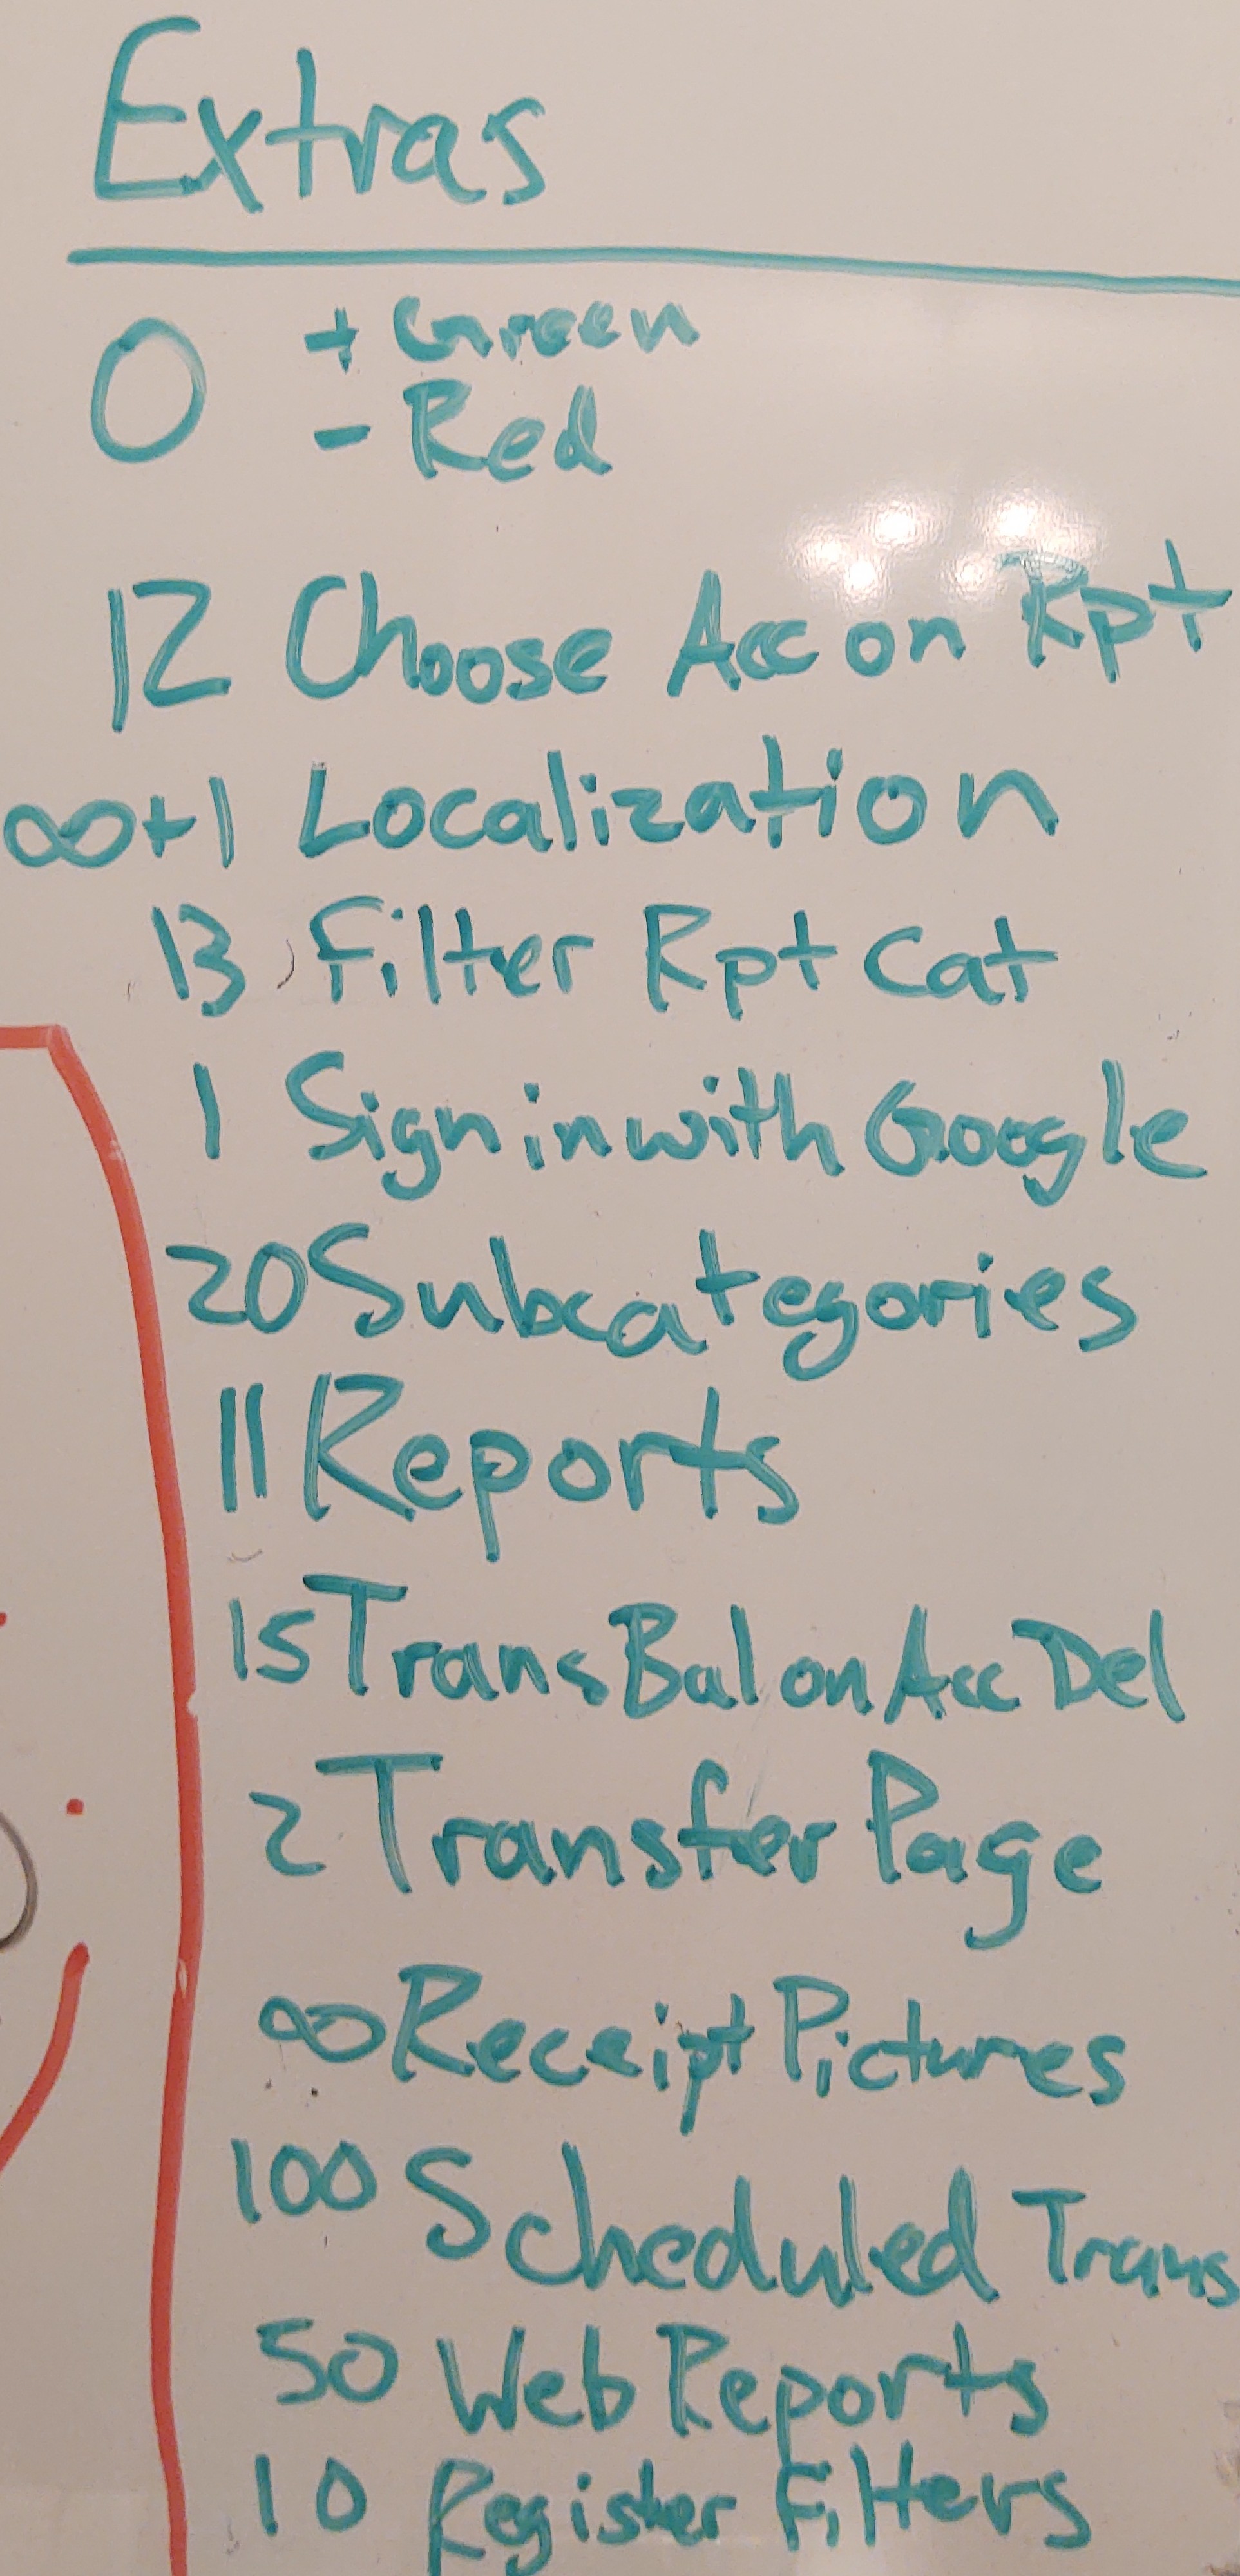 Extras
0 + Green
- Red
12 Choose Acc on Rpt
∞+1 Localization
13 Filter Rpt Cat
1 Sign in with Google
20 Subcategories
11 Reports
15 Trans Bal on Acc Del
2 Transfer Page
∞ Receipt Pictures
100 Scheduled Trans
50 Web Reports
10 Register Filters